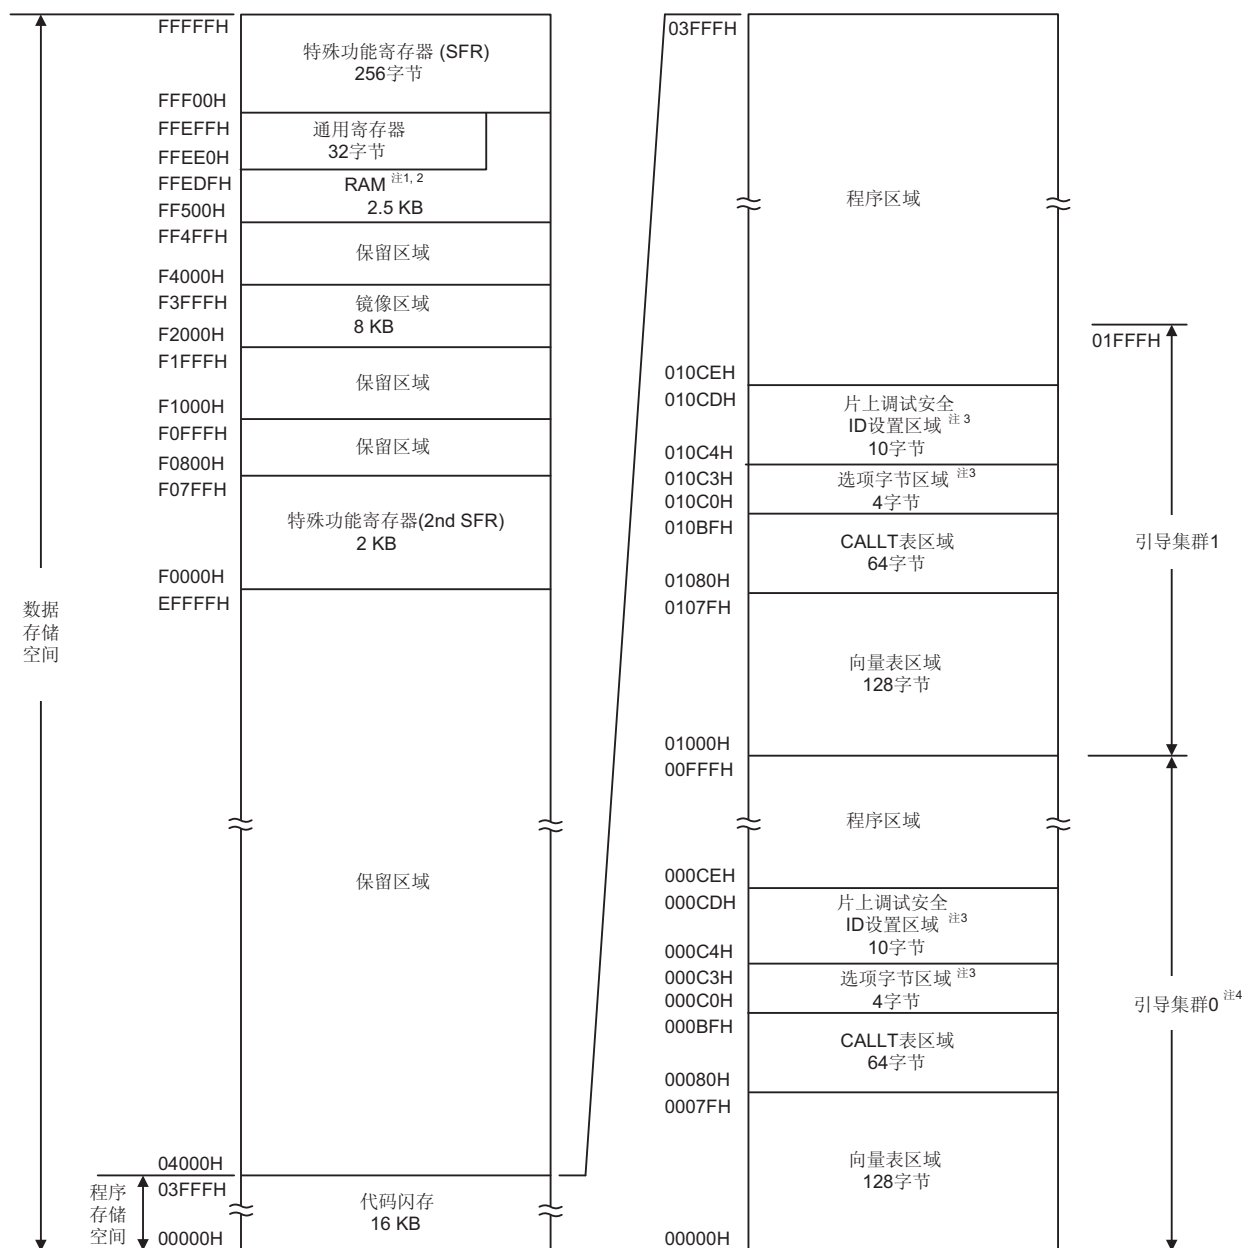 FFFFFH
特殊功能寄存器 (SFR)
256字节
FFF00H
FFEFFH
通用寄存器
32字节
FFEE0H
FFEDFH
RAM 注1, 2
2.5 KB
FF500H
FF4FFH
保留区域
F4000H
F3FFFH
镜像区域
8 KB
F2000H
F1FFFH
保留区域
F1000H
F0FFFH
保留区域
F0800H
F07FFH
特殊功能寄存器(2nd SFR)
2 KB
F0000H
EFFFFH
数据
存储
空间
保留区域
04000H
03FFFH
程序
存储
空间
代码闪存
16 KB
00000H
03FFFH
程序区域
01FFFH
010CEH
010CDH
片上调试安全
ID设置区域 注 3
10字节
010C4H
010C3H
选项字节区域 注3
4字节
010C0H
010BFH
CALLT表区域
64字节
01080H
0107FH
引导集群1
向量表区域
128字节
01000H
00FFFH
程序区域
000CEH
000CDH
片上调试安全
ID设置区域 注3
10字节
000C4H
000C3H
选项字节区域 注3
4字节
000C0H
000BFH
引导集群0 注4
CALLT表区域
64字节
00080H
0007FH
向量表区域
128字节
00000H